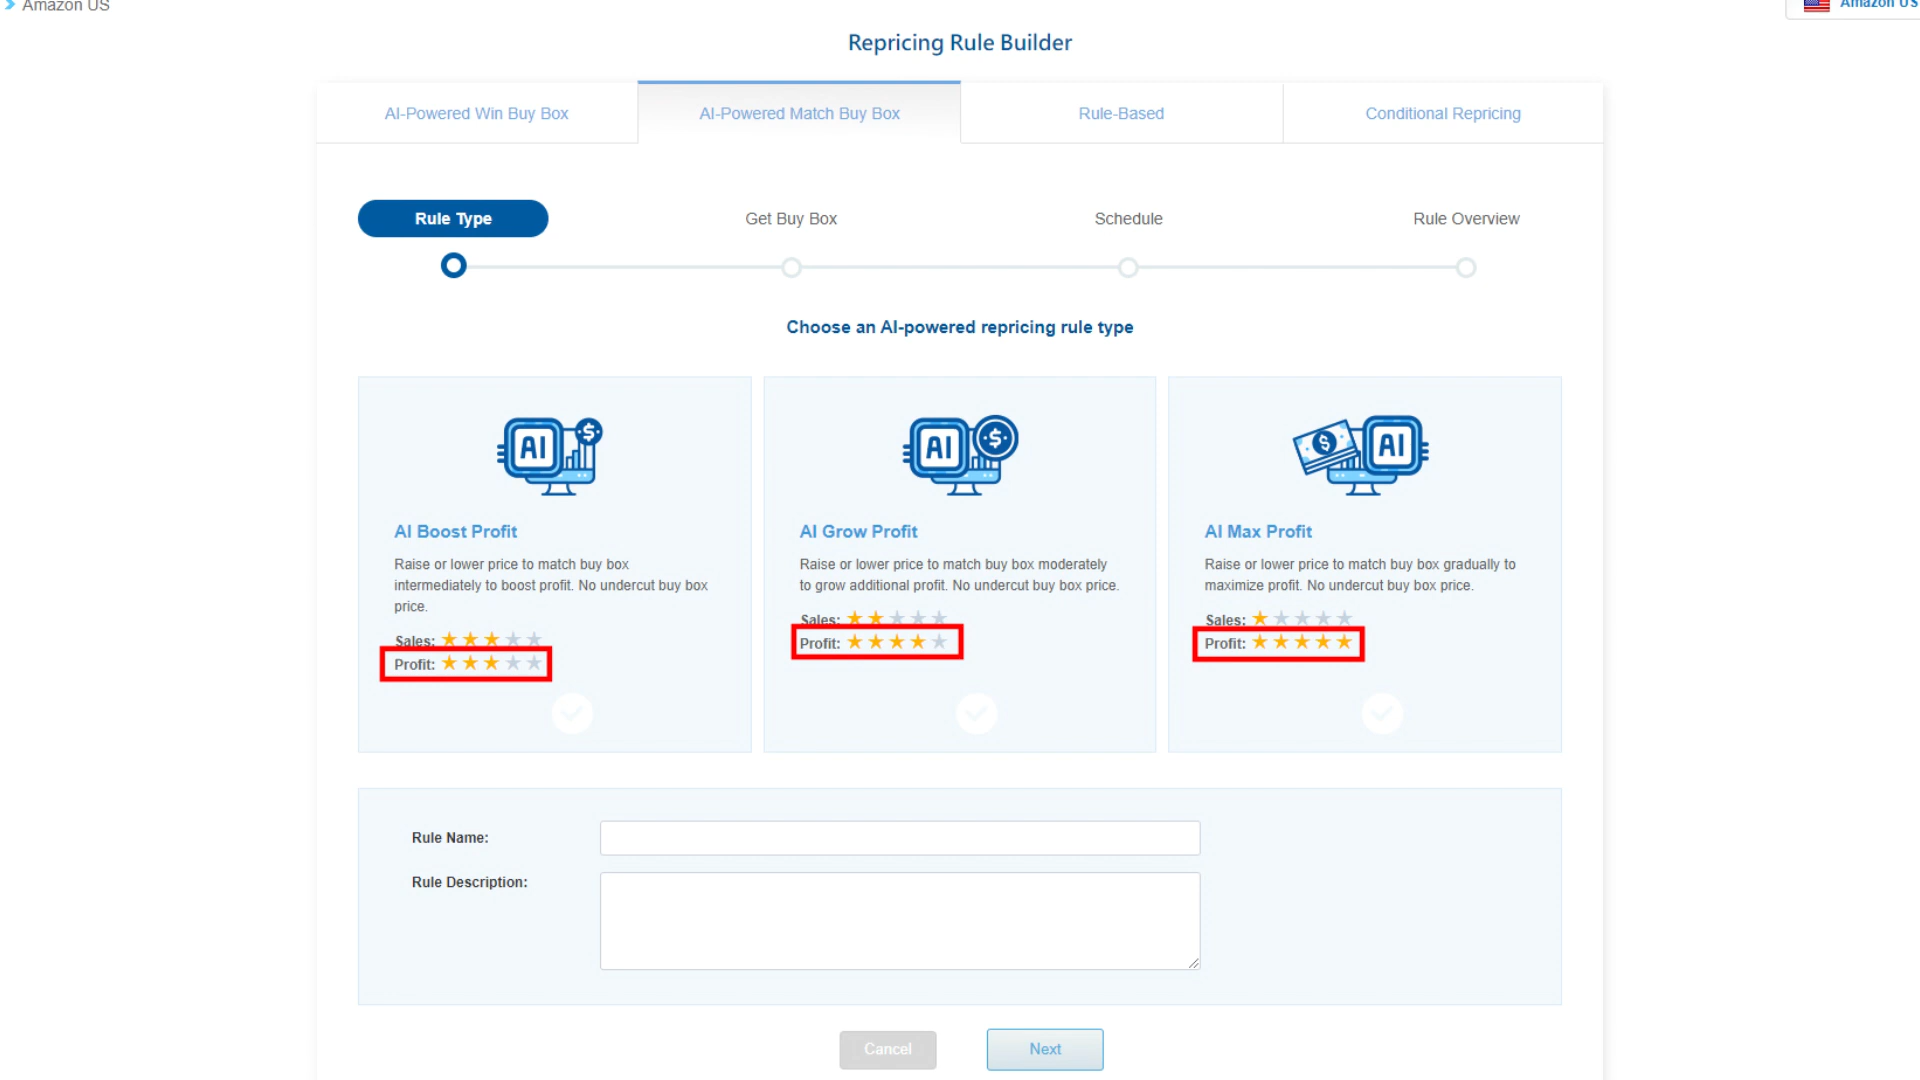 Amazon US
Amazon US
Repricing Rule Builder
AI-Powered Win Buy Box
AI-Powered Match Buy Box
Rule-Based
Conditional Repricing
Rule Type
Get Buy Box
Schedule
Rule Overview
Choose an AI-powered repricing rule type
AI
$
AI Boost Profit
Raise or lower price to match buy box
intermediately to boost profit. No undercut buy box
price.
Sales:
Profit:
AI
$
AI Grow Profit
Raise or lower price to match buy box moderately
to grow additional profit. No undercut buy box price.
Sales:
Profit:
$
AI
AI Max Profit
Raise or lower price to match buy box gradually to
maximize profit. No undercut buy box price.
Sales:
Profit:
Rule Name:
Rule Description:
Cancel
Next